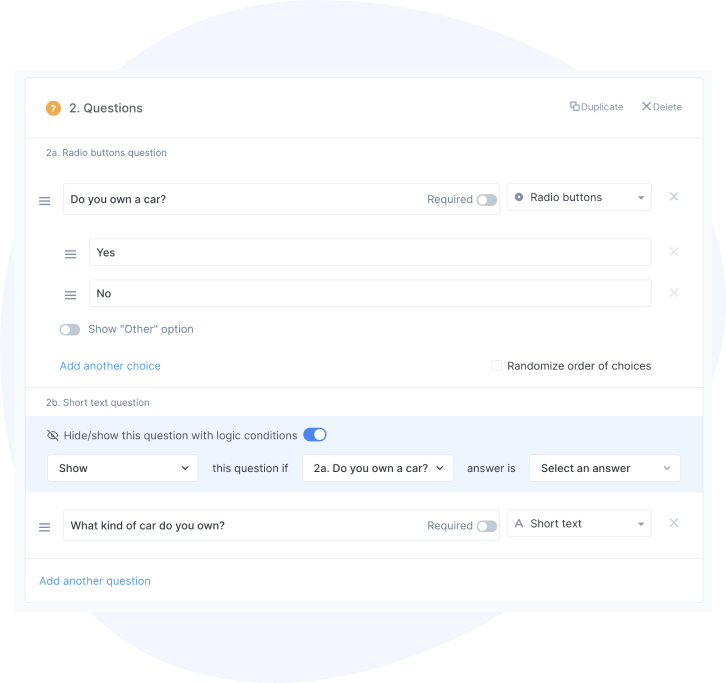 ? 2. Questions Duplicate Delete
2a. Radio buttons question
Do you own a car? Required Radio buttons
Yes
No
Show "Other" option
Add another choice Randomize order of choices
2b. Short text question
Hide/show this question with logic conditions
Show this question if 2a. Do you own a car? answer is Select an answer
What kind of car do you own? Required A Short text
Add another question